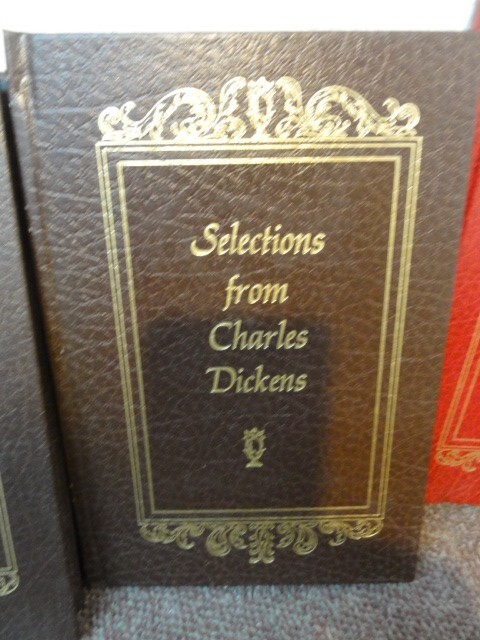 Selections
from
Charles
Dickens